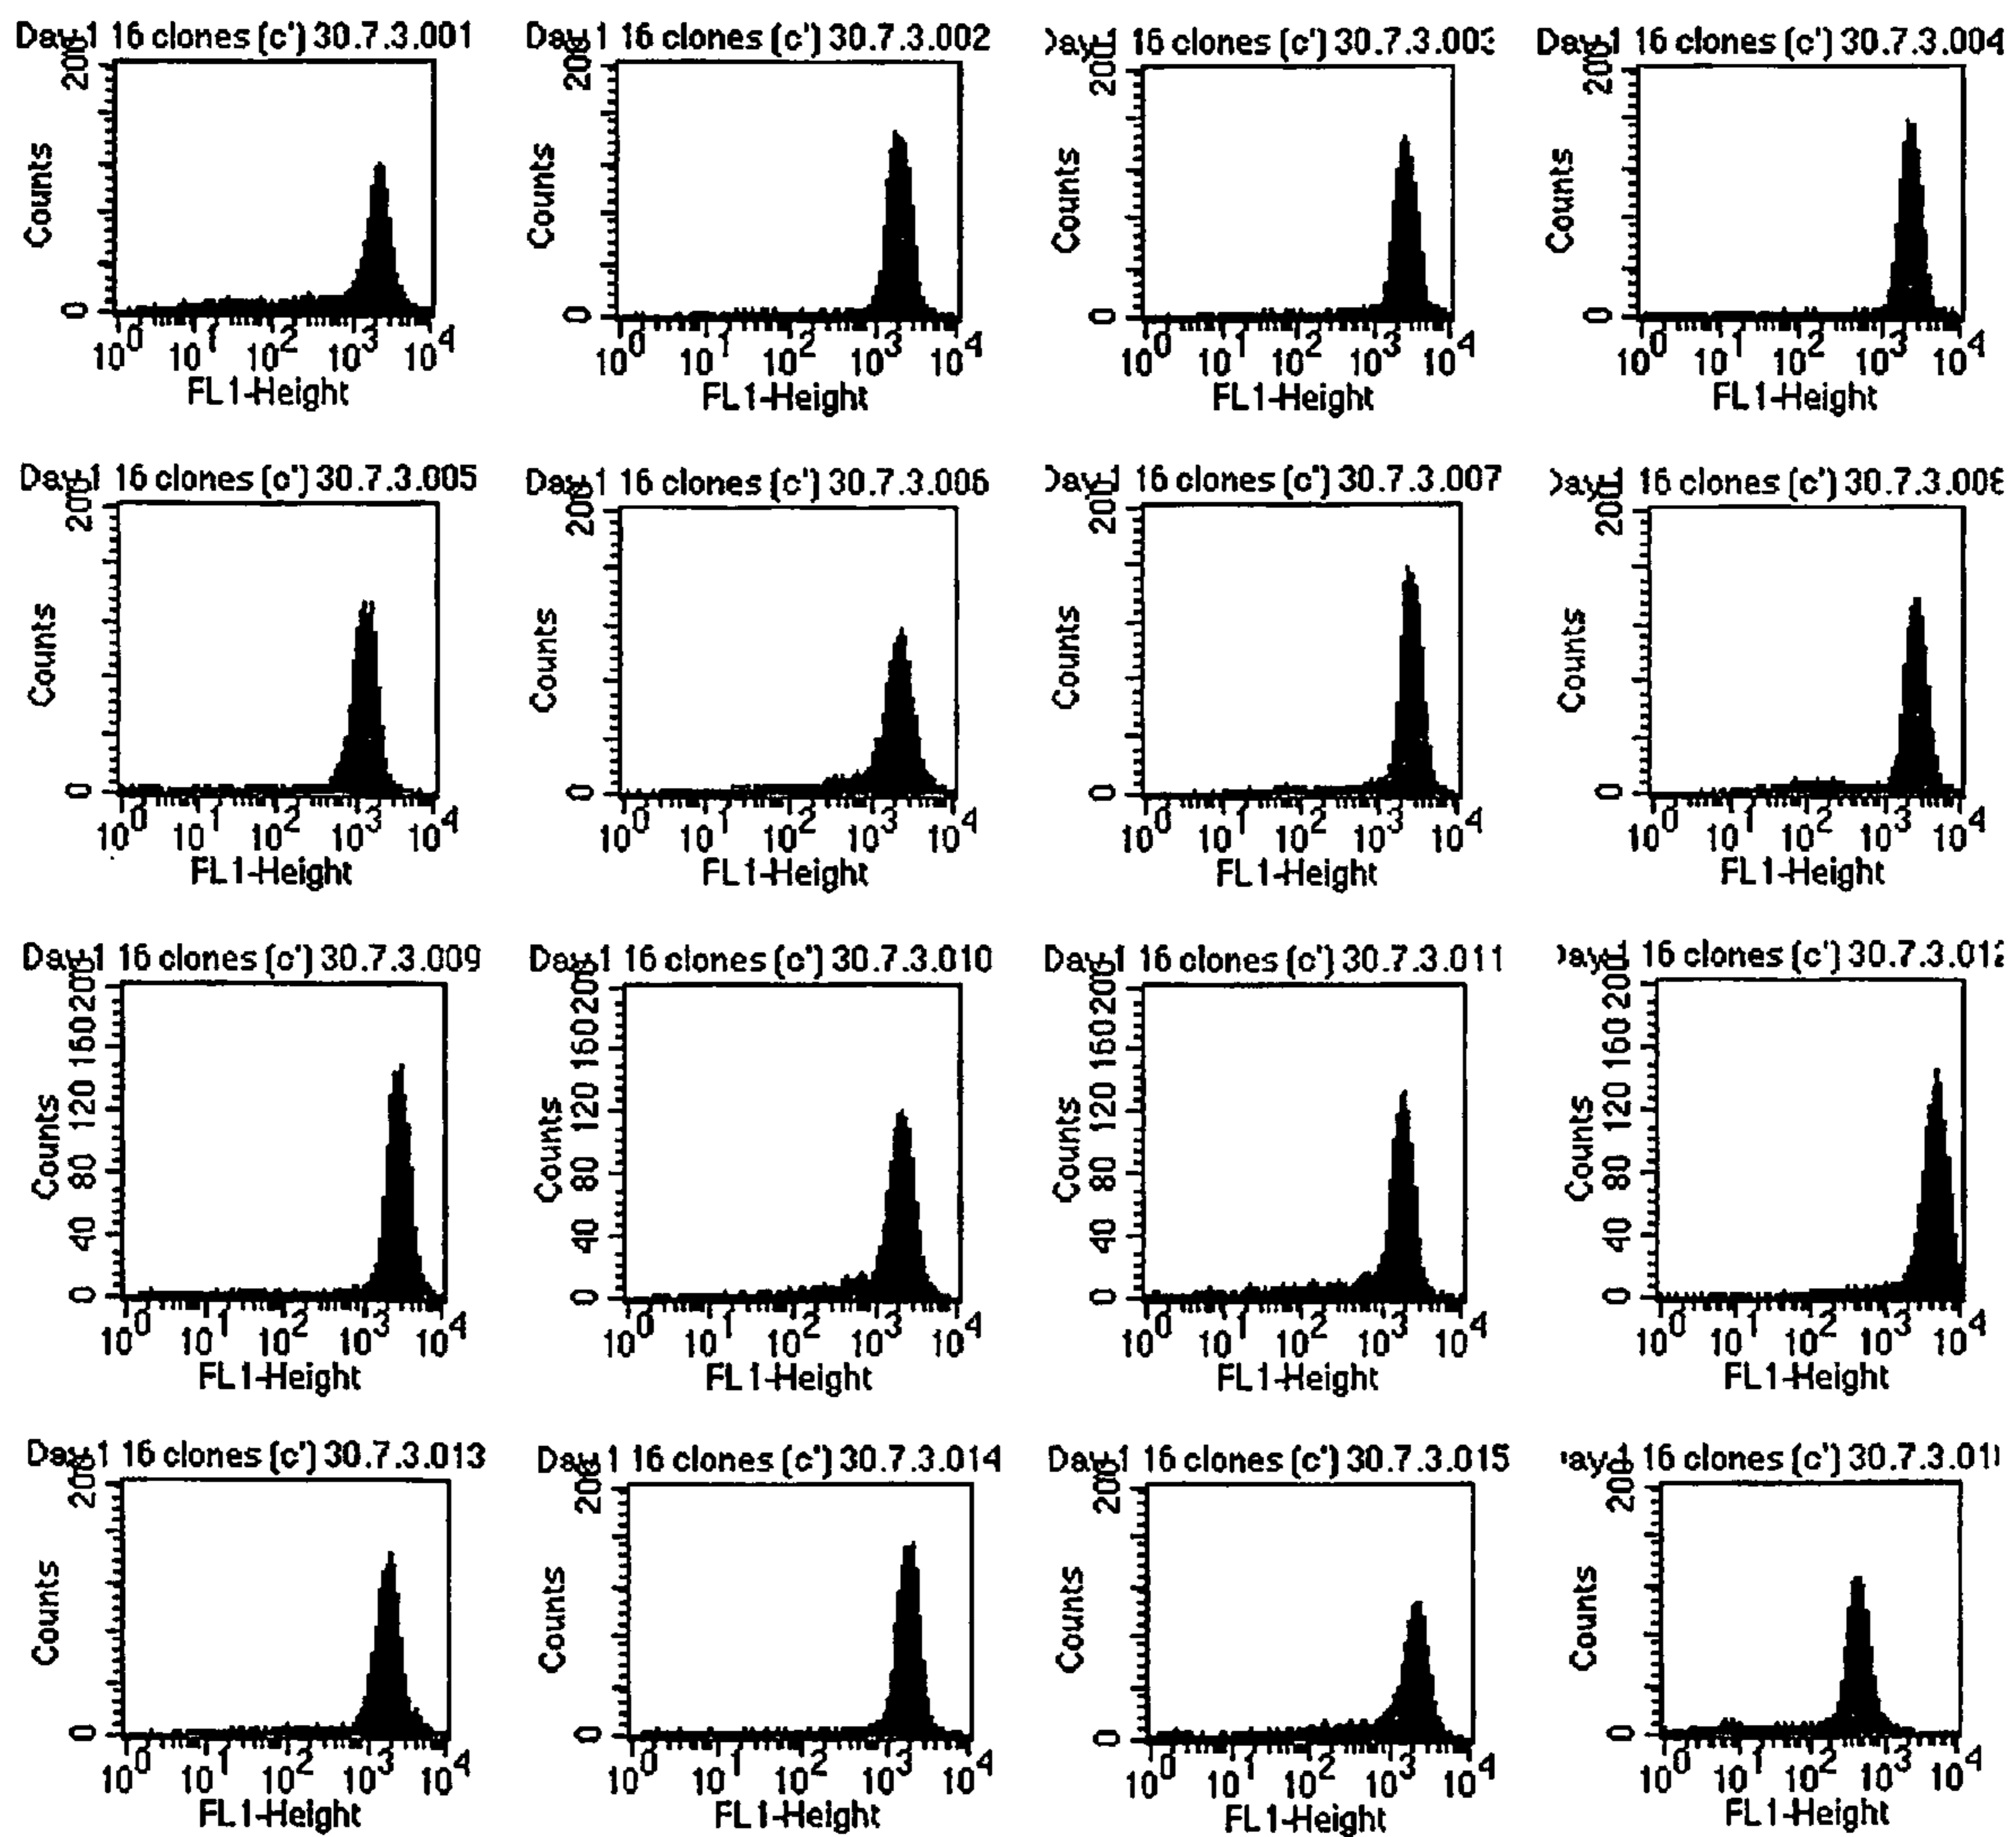 Day 1 16 clones (c') 30.7.3.001
200
Counts
0
10^0 10^1 10^2 10^3 10^4
FL1-Height
Day 1 16 clones (c') 30.7.3.002
200
Counts
0
10^0 10^1 10^2 10^3 10^4
FL1-Height
Day 1 16 clones (c') 30.7.3.003
200
Counts
0
10^0 10^1 10^2 10^3 10^4
FL1-Height
Day 1 16 clones (c') 30.7.3.004
200
Counts
0
10^0 10^1 10^2 10^3 10^4
FL1-Height
Day 1 16 clones (c') 30.7.3.005
200
Counts
0
10^0 10^1 10^2 10^3 10^4
FL1-Height
Day 1 16 clones (c') 30.7.3.006
200
Counts
0
10^0 10^1 10^2 10^3 10^4
FL1-Height
Day 1 16 clones (c') 30.7.3.007
200
Counts
0
10^0 10^1 10^2 10^3 10^4
FL1-Height
Day 1 16 clones (c') 30.7.3.008
200
Counts
0
10^0 10^1 10^2 10^3 10^4
FL1-Height
Day 1 16 clones (c') 30.7.3.009
200
160
120
80
40
0
Counts
10^0 10^1 10^2 10^3 10^4
FL1-Height
Day 1 16 clones (c') 30.7.3.010
200
160
120
80
40
0
Counts
10^0 10^1 10^2 10^3 10^4
FL1-Height
Day 1 16 clones (c') 30.7.3.011
200
160
120
80
40
0
Counts
10^0 10^1 10^2 10^3 10^4
FL1-Height
Day 1 16 clones (c') 30.7.3.012
200
160
120
80
40
0
Counts
10^0 10^1 10^2 10^3 10^4
FL1-Height
Day 1 16 clones (c') 30.7.3.013
200
Counts
0
10^0 10^1 10^2 10^3 10^4
FL1-Height
Day 1 16 clones (c') 30.7.3.014
200
Counts
0
10^0 10^1 10^2 10^3 10^4
FL1-Height
Day 1 16 clones (c') 30.7.3.015
200
Counts
0
10^0 10^1 10^2 10^3 10^4
FL1-Height
16 clones (c') 30.7.3.01
200
Counts
0
10^0 10^1 10^2 10^3 10^4
FL1-Height